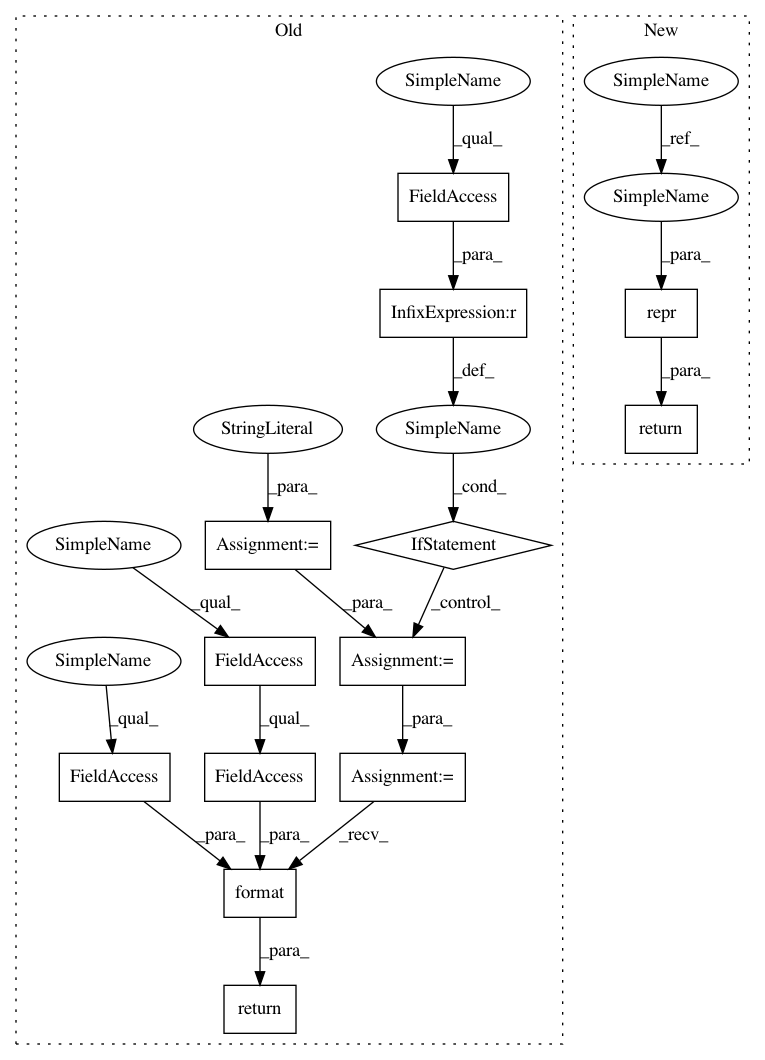 Old
New
SimpleName
SimpleName
_qual_
_ref_
FieldAccess
SimpleName
_para_
_para_
InfixExpression:r
repr
_def_
_para_
StringLiteral
SimpleName
return
_para_
_cond_
SimpleName
Assignment:=
IfStatement
_qual_
_para_
_control_
SimpleName
FieldAccess
Assignment:=
_qual_
_qual_
_para_
FieldAccess
FieldAccess
Assignment:=
_para_
_para_
_recv_
format
_para_
return